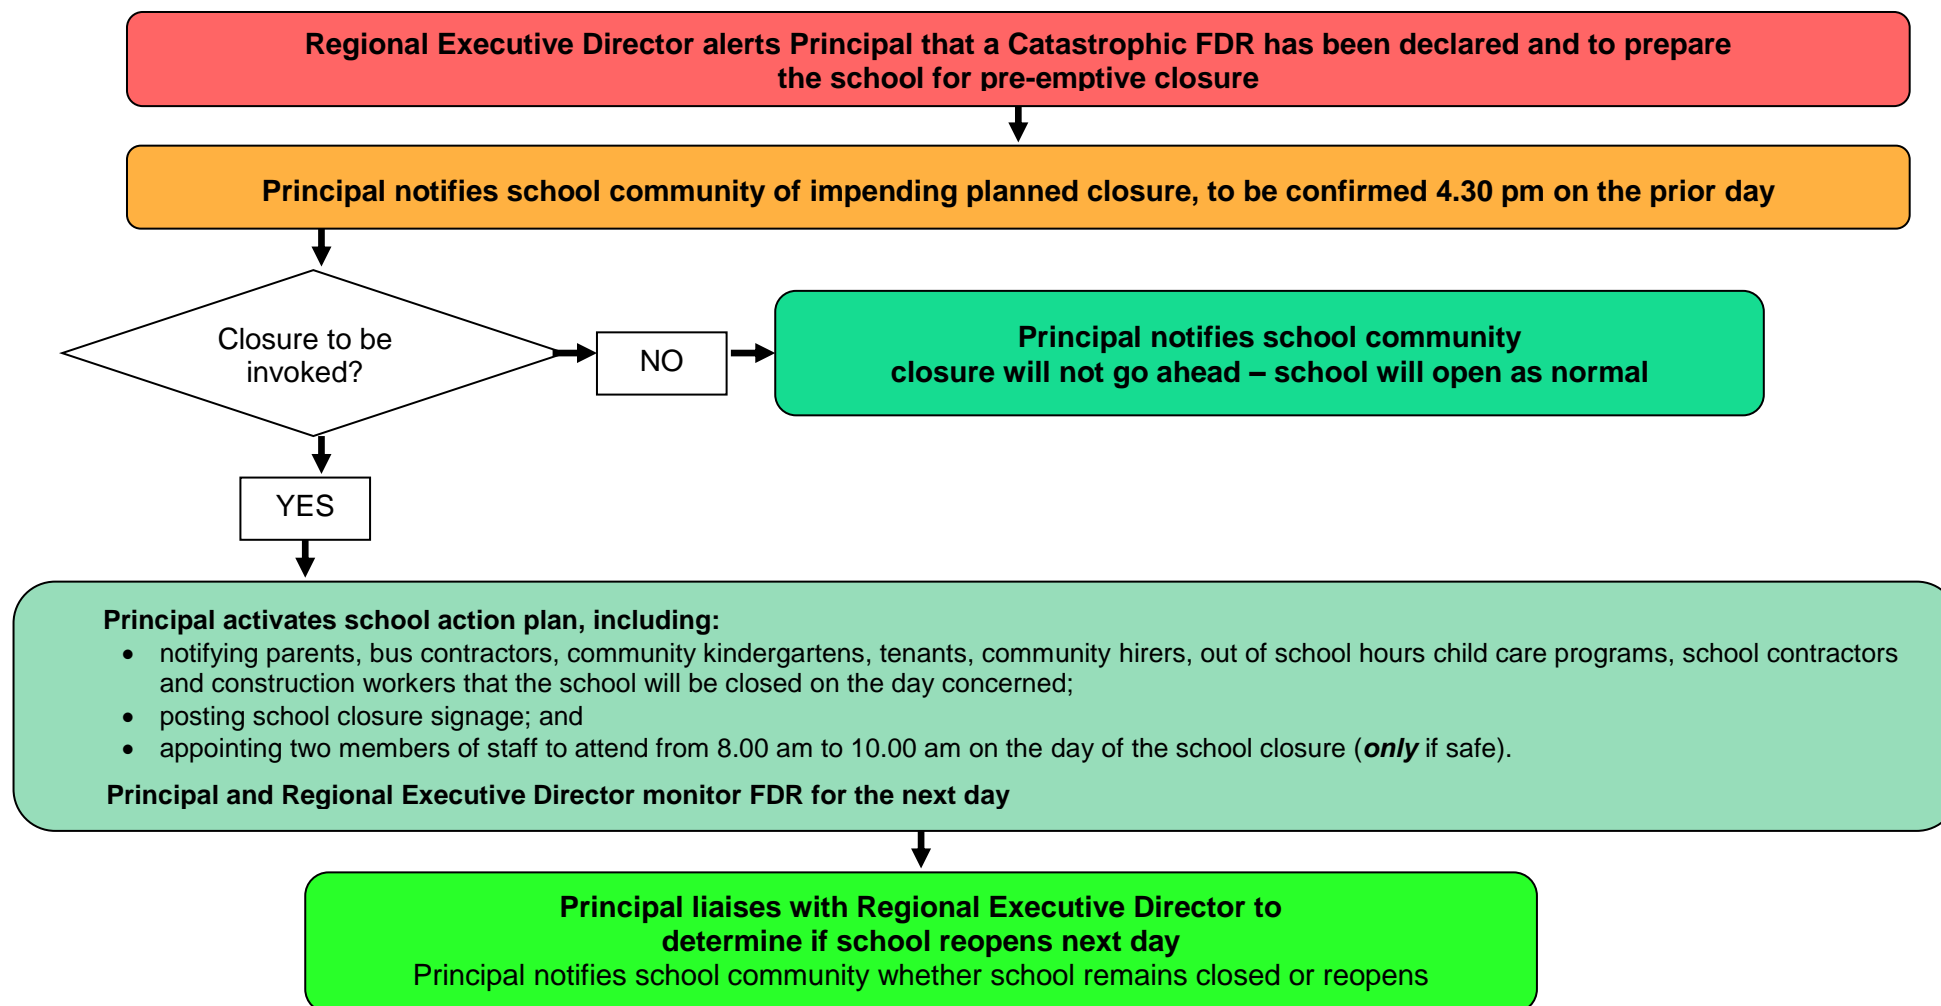 Regional Executive Director alerts Principal that a Catastrophic FDR has been declared and to prepare
the school for pre-emptive closure
Principal notifies school community of impending planned closure, to be confirmed 4.30 pm on the prior day
Closure to be
invoked?
NO
Principal notifies school community
closure will not go ahead – school will open as normal
YES
Principal activates school action plan, including:
• notifying parents, bus contractors, community kindergartens, tenants, community hirers, out of school hours child care programs, school contractors
and construction workers that the school will be closed on the day concerned;
• posting school closure signage; and
• appointing two members of staff to attend from 8.00 am to 10.00 am on the day of the school closure (only if safe).
Principal and Regional Executive Director monitor FDR for the next day
Principal liaises with Regional Executive Director to
determine if school reopens next day
Principal notifies school community whether school remains closed or reopens